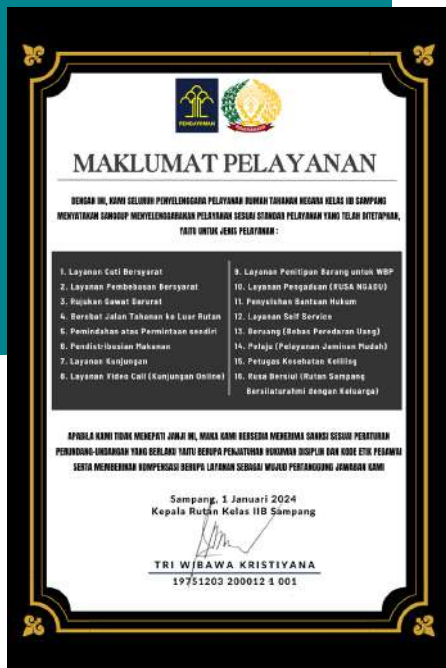 PENGAYOMAN
MAKLUMAT PELAYANAN
DENGAN INI, KAMI SELURUH PENYELENGGARA PELAYANAN RUMAH TAHANAN NEGARA KELAS IIB SAMPANG
MENYATAKAN SANGGUP MENYELENGGARAKAN PELAYANAN SESUAI STANDAR PELAYANAN YANG TELAH DITETAPKAN,
YAITU UNTUK JENIS PELAYANAN :
1. Layanan Cuti Bersyarat
2. Layanan Pembebasan Bersyarat
3. Rujukan Gawat Darurat
4. Berobat Jalan Tahanan ke Luar Rutan
5. Pemindahan atas Permintaan sendiri
6. Pendistribusian Makanan
7. Layanan Kunjungan
8. Layanan Video Call (Kunjungan Online)
9. Layanan Penitipan Barang untuk WBP
10. Layanan Pengaduan (RUSA NGADU)
11. Penyuluhan Bantuan Hukum
12. Layanan Self Service
13. Beruang (Bebas Peredaran Uang)
14. Pelaju (Pelayanan Jaminan Mudah)
15. Petugas Kesehatan Keliling
16. Rusa Bersiul (Rutan Sampang
Bersilaturahmi dengan Keluarga)
APABILA KAMI TIDAK MENEPATI JANJI INI, MAKA KAMI BERSEDIA MENERIMA SANKSI SESUAI PERATURAN
PERUNDANG-UNDANGAN YANG BERLAKU YAITU BERUPA PENJATUHAN HUKUMAN DISIPLIN DAN KODE ETIK PEGAWAI
SERTA MEMBERIKAN KOMPENSASI BERUPA LAYANAN SEBAGAI WUJUD PERTANGGUNG JAWABAN KAMI
Sampang, 1 Januari 2024
Kepala Rutan Kelas IIB Sampang
TRI WIBAWA KRISTIYANA
19751203 200012 1 001